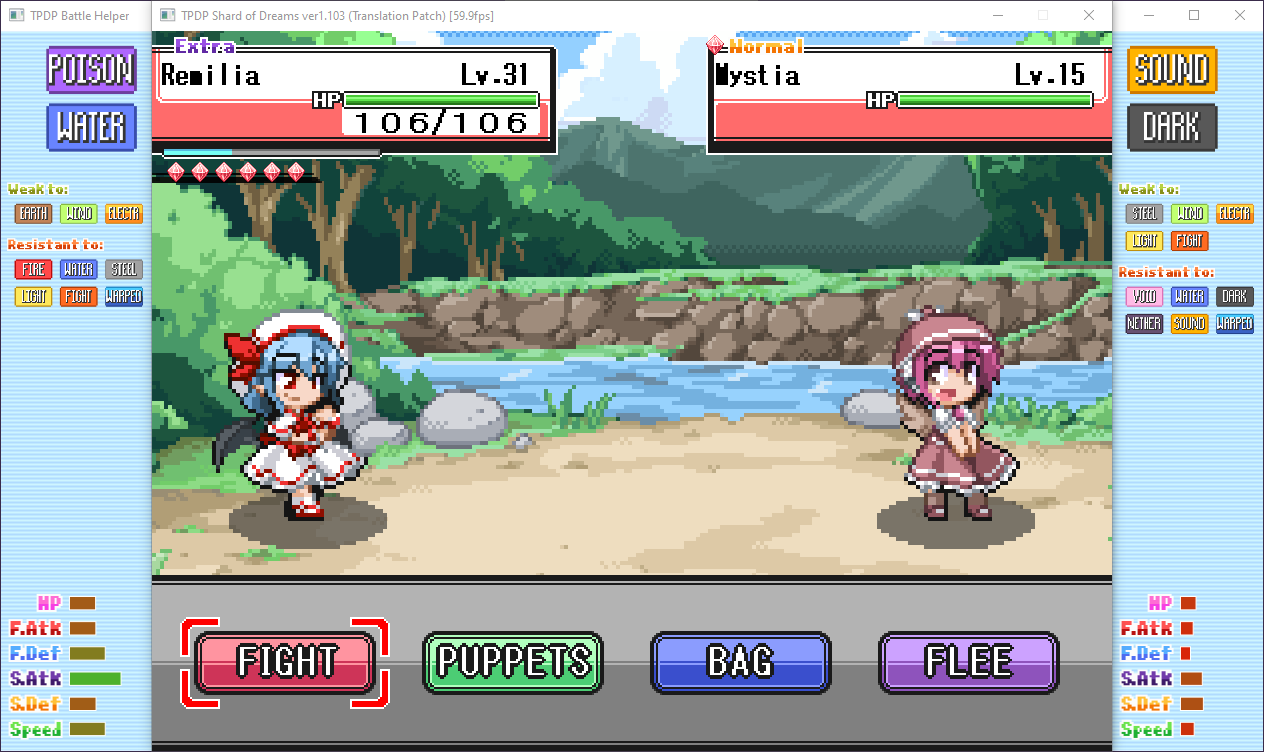 TPDP Battle Helper
TPDP Shard of Dreams ver1.103 (Translation Patch) [59.9fps]
POISON
WATER
Weak to:
EARTH WIND ELECTR
Resistant to:
FIRE WATER STEEL
LIGHT FIGHT WARPED
HP
F.Atk
F.Def
S.Atk
S.Def
Speed
Extra
Remilia Lv.31
HP
106/106
Normal
Mystia Lv.15
HP
FIGHT PUPPETS BAG FLEE
SOUND
DARK
Weak to:
STEEL WIND ELECTR
LIGHT FIGHT
Resistant to:
VOID WATER DARK
NETHER SOUND WARPED
HP
F.Atk
F.Def
S.Atk
S.Def
Speed